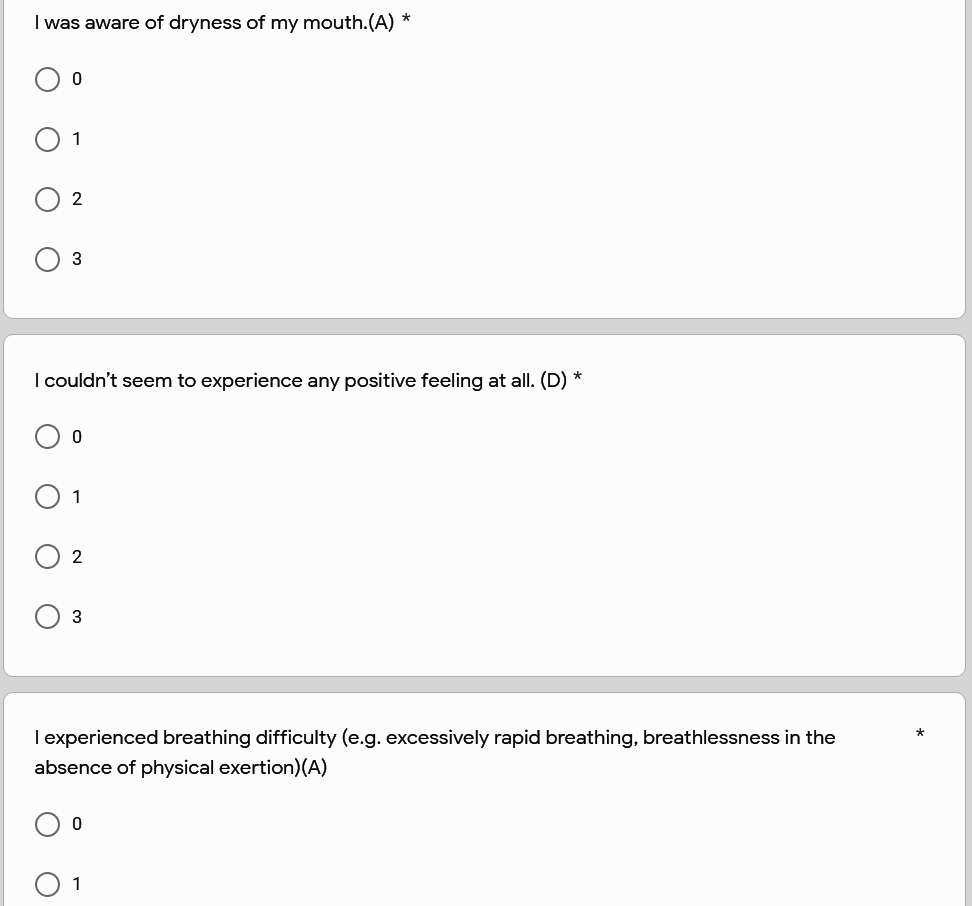 I was aware of dryness of my mouth.(A) *
0
1
2
3
I couldn’t seem to experience any positive feeling at all. (D) *
0
1
2
3
I experienced breathing difficulty (e.g. excessively rapid breathing, breathlessness in the *
absence of physical exertion)(A)
0
1